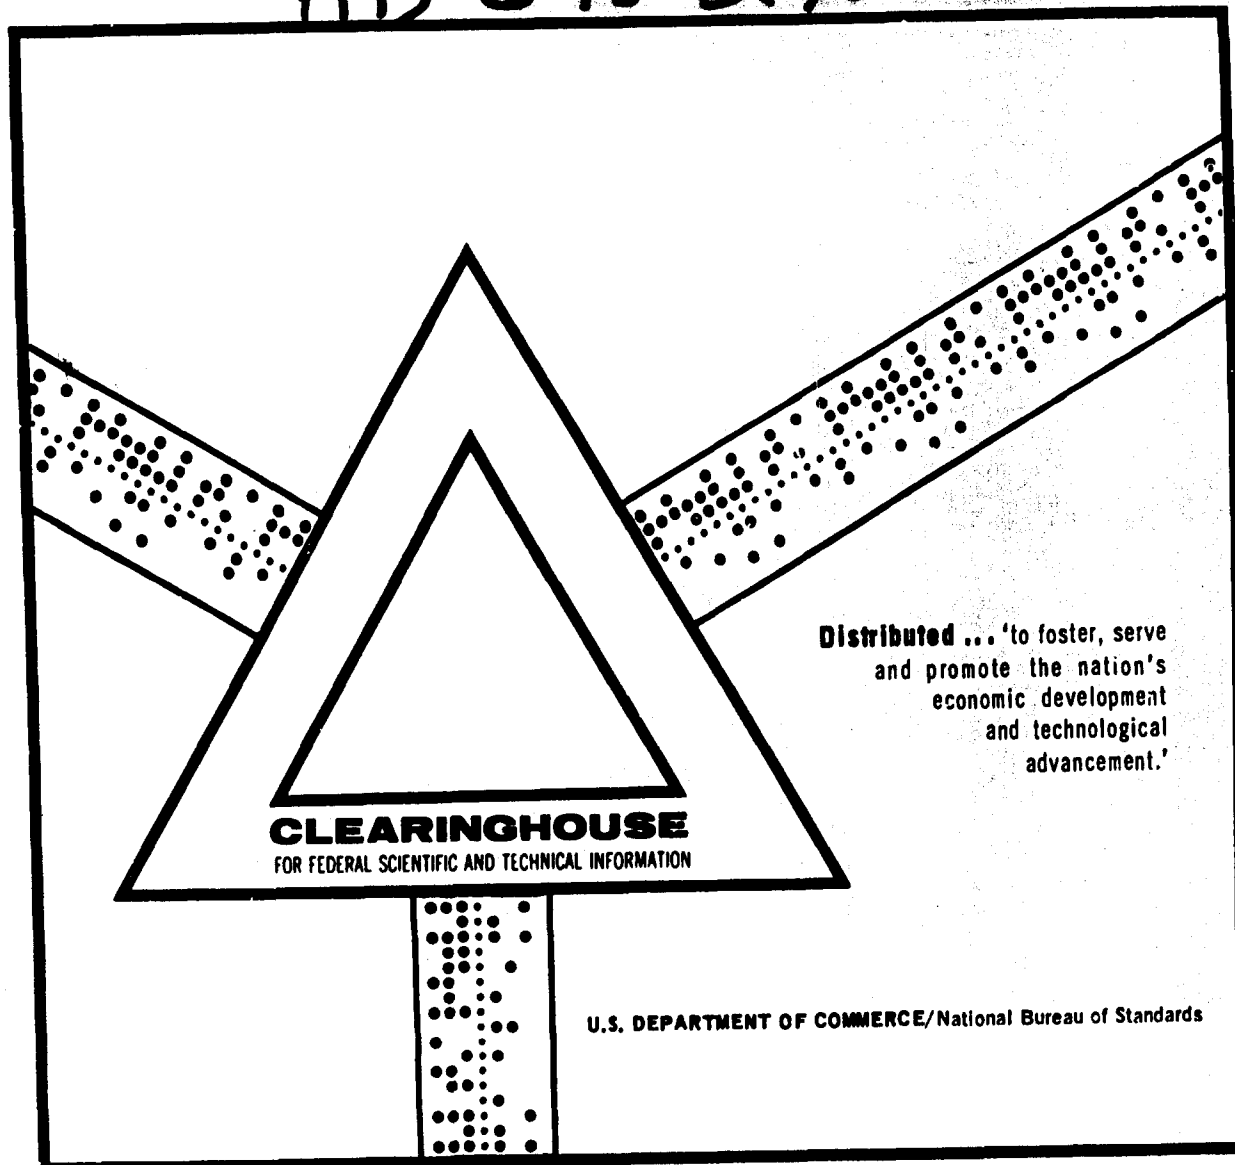 Distributed ... 'to foster, serve
and promote the nation's
economic development
and technological
advancement.'
CLEARINGHOUSE
FOR FEDERAL SCIENTIFIC AND TECHNICAL INFORMATION
U.S. DEPARTMENT OF COMMERCE/National Bureau of Standards